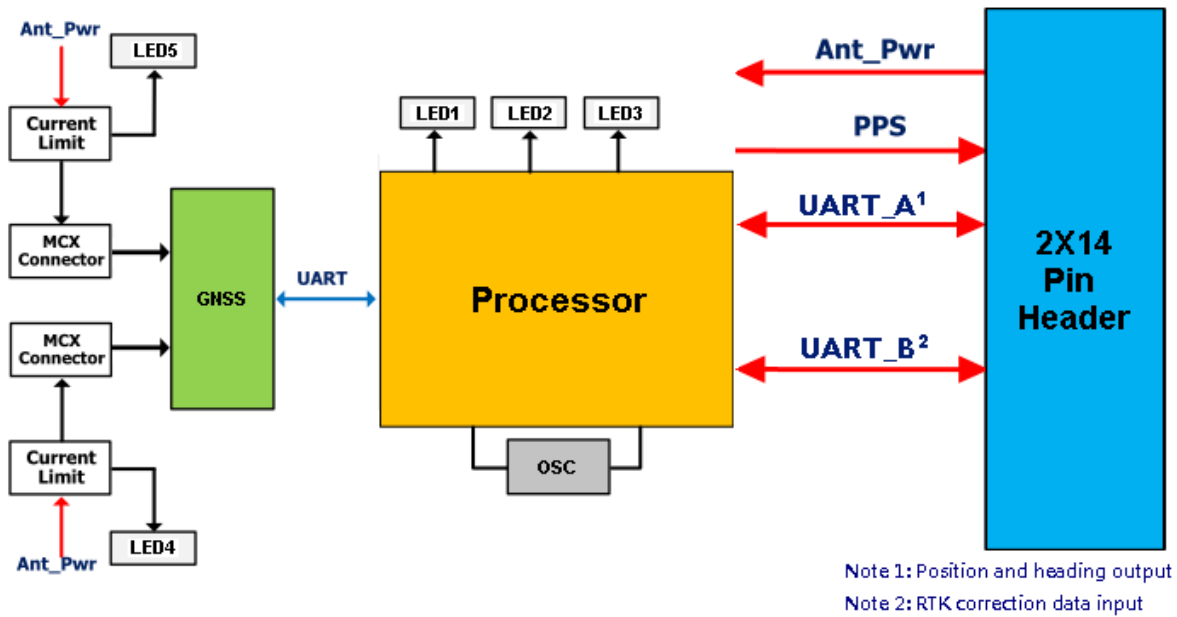 Ant_Pwr
LED5
Current
Limit
MCX
Connector
GNSS
MCX
Connector
Current
Limit
LED4
Ant_Pwr
UART
LED1
LED2
LED3
Processor
OSC
Ant_Pwr
PPS
UART_A¹
UART_B²
2X14
Pin
Header
Note 1: Position and heading output
Note 2: RTK correction data input